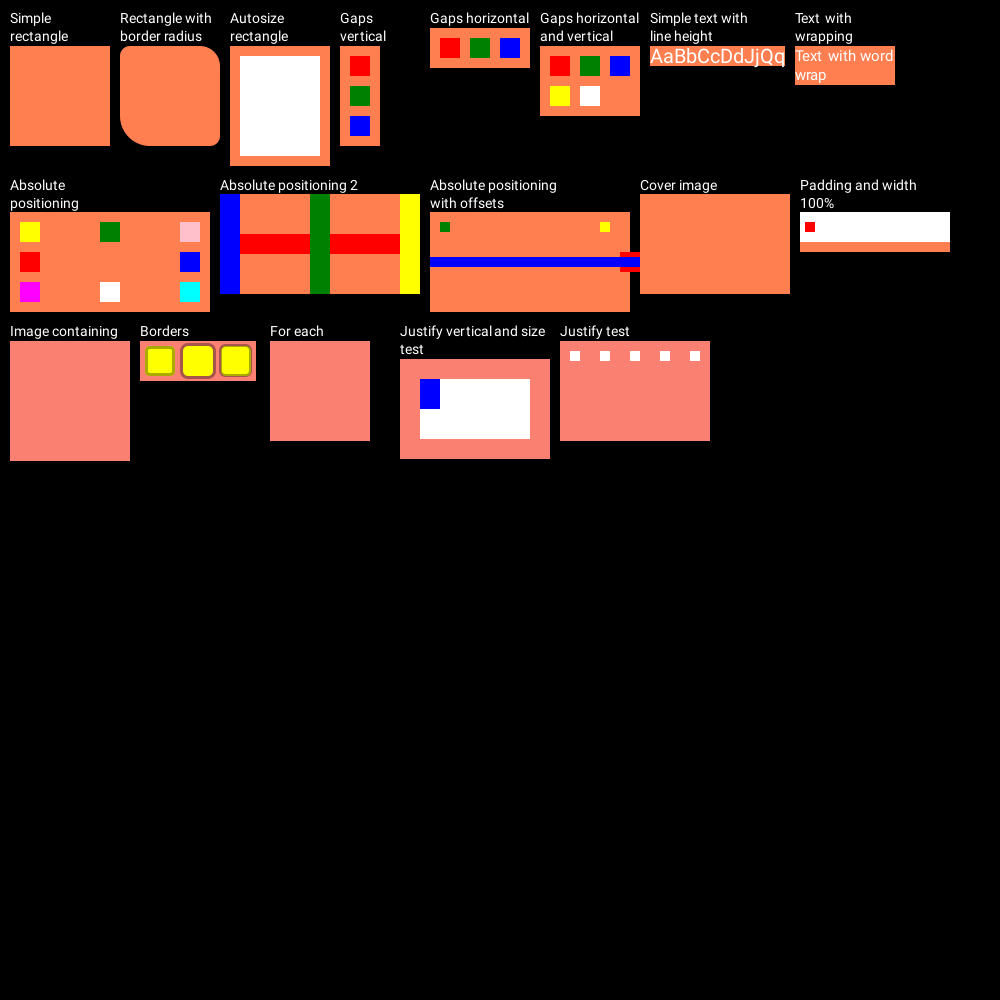 Simple
rectangle
Rectangle with
border radius
Autosize
rectangle
Gaps
vertical
Gaps horizontal
Gaps horizontal
and vertical
Simple text with
line height
AaBbCcDdJjQq
Text with
wrapping
Text with word
wrap
Absolute
positioning
Absolute positioning 2
Absolute positioning
with offsets
Cover image
Padding and width
100%
Image containing
Borders
For each
Justify vertical and size
test
Justify test